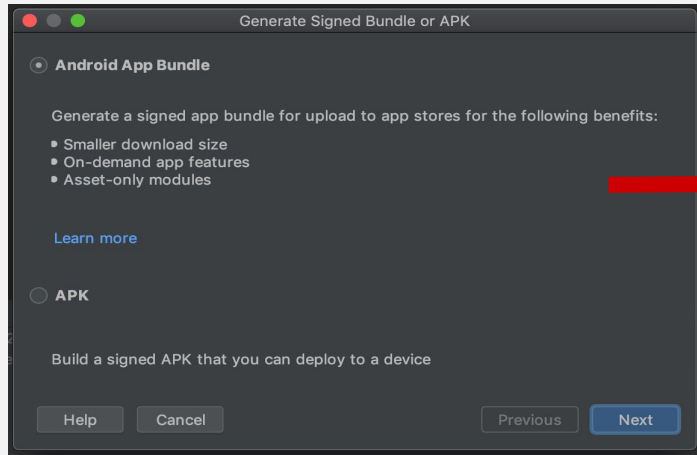 Generate Signed Bundle or APK
Android App Bundle
Generate a signed app bundle for upload to app stores for the following benefits:
Smaller download size
On-demand app features
Asset-only modules
Learn more
APK
Build a signed APK that you can deploy to a device
Help Cancel Previous Next